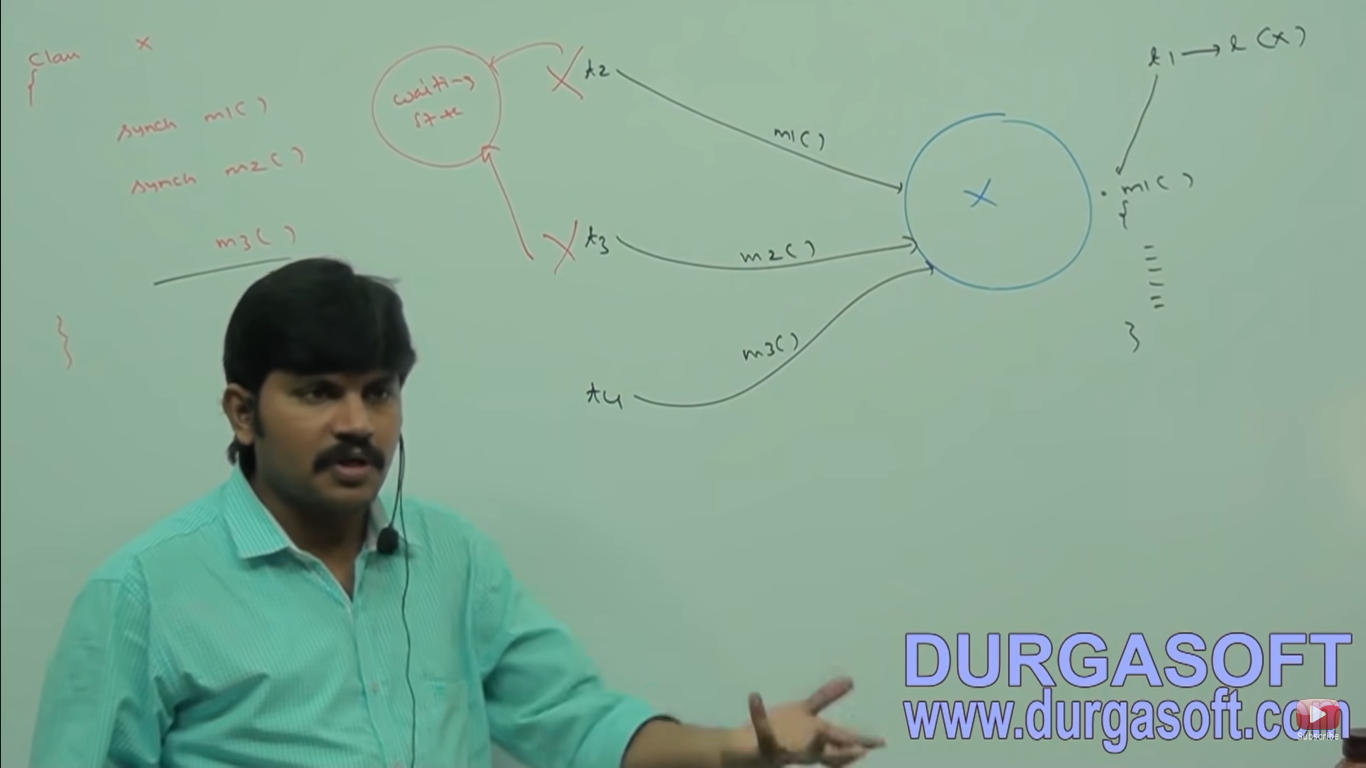 class X
{
synch m1()
synch m2()
m3()
}
waiting
state
t2
m1()
t3
m2()
t4
m3()
X
t1 → l(X)
. m1()
{
}
DURGASOFT
www.durgasoft.com
Subscribe